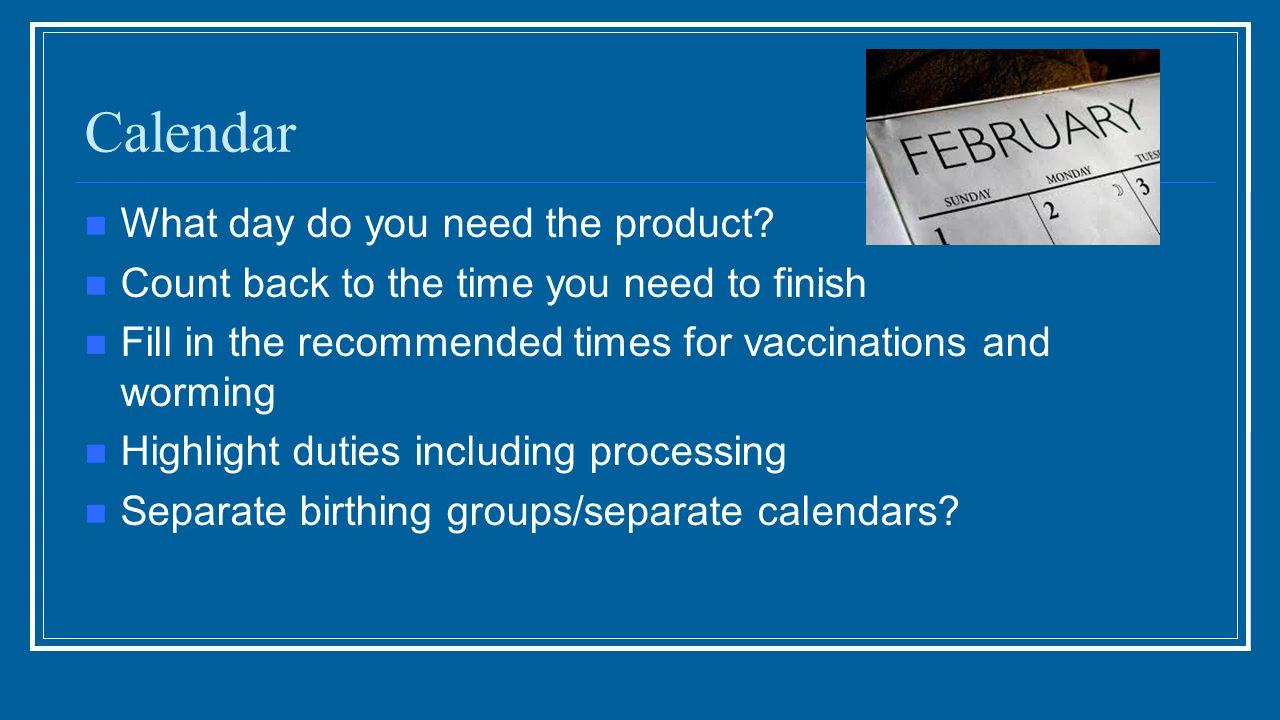 Calendar
FEBRUARY
SUNDAY MONDAY TUES
1 2 3
What day do you need the product?
Count back to the time you need to finish
Fill in the recommended times for vaccinations and
worming
Highlight duties including processing
Separate birthing groups/separate calendars?